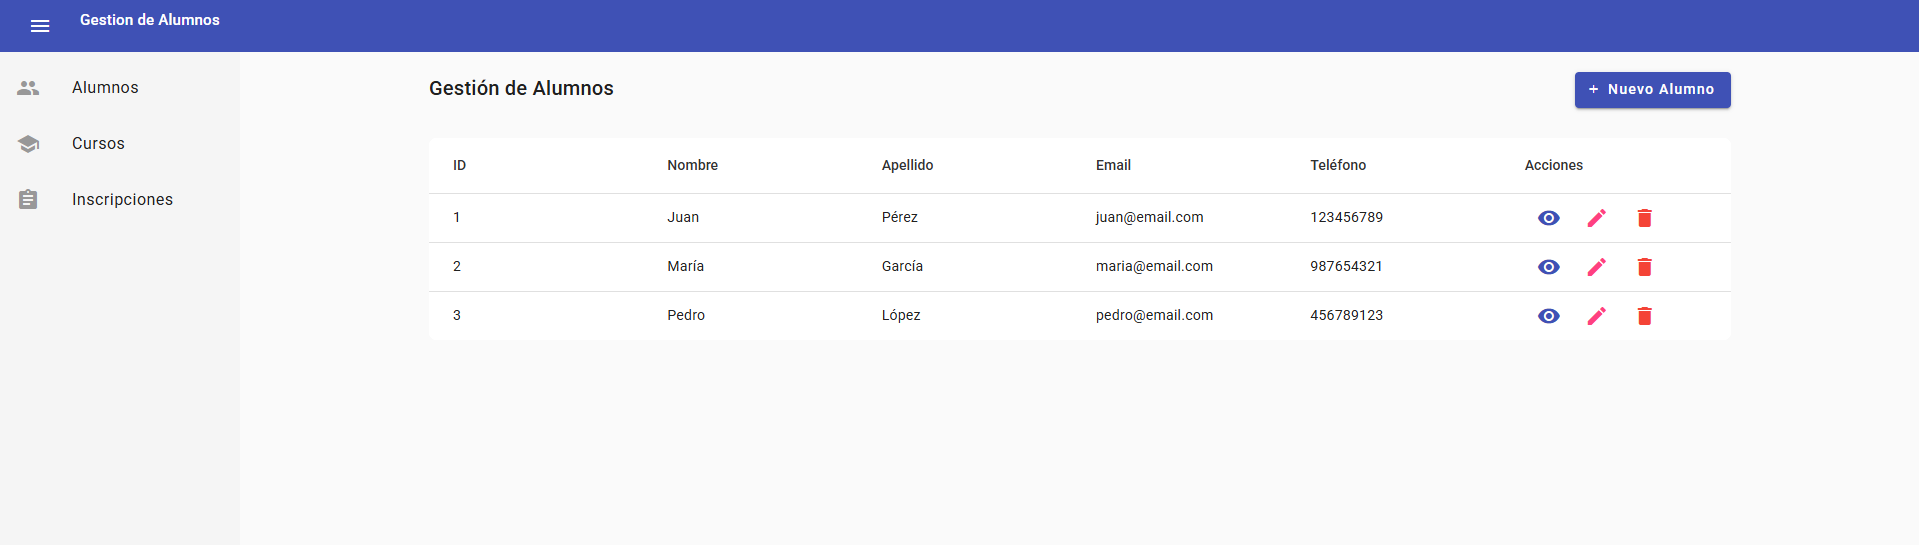 Gestion de Alumnos
Alumnos
Cursos
Inscripciones
Gestión de Alumnos
+ Nuevo Alumno
ID Nombre Apellido Email Teléfono Acciones
1 Juan Pérez juan@email.com 123456789
2 María García maria@email.com 987654321
3 Pedro López pedro@email.com 456789123